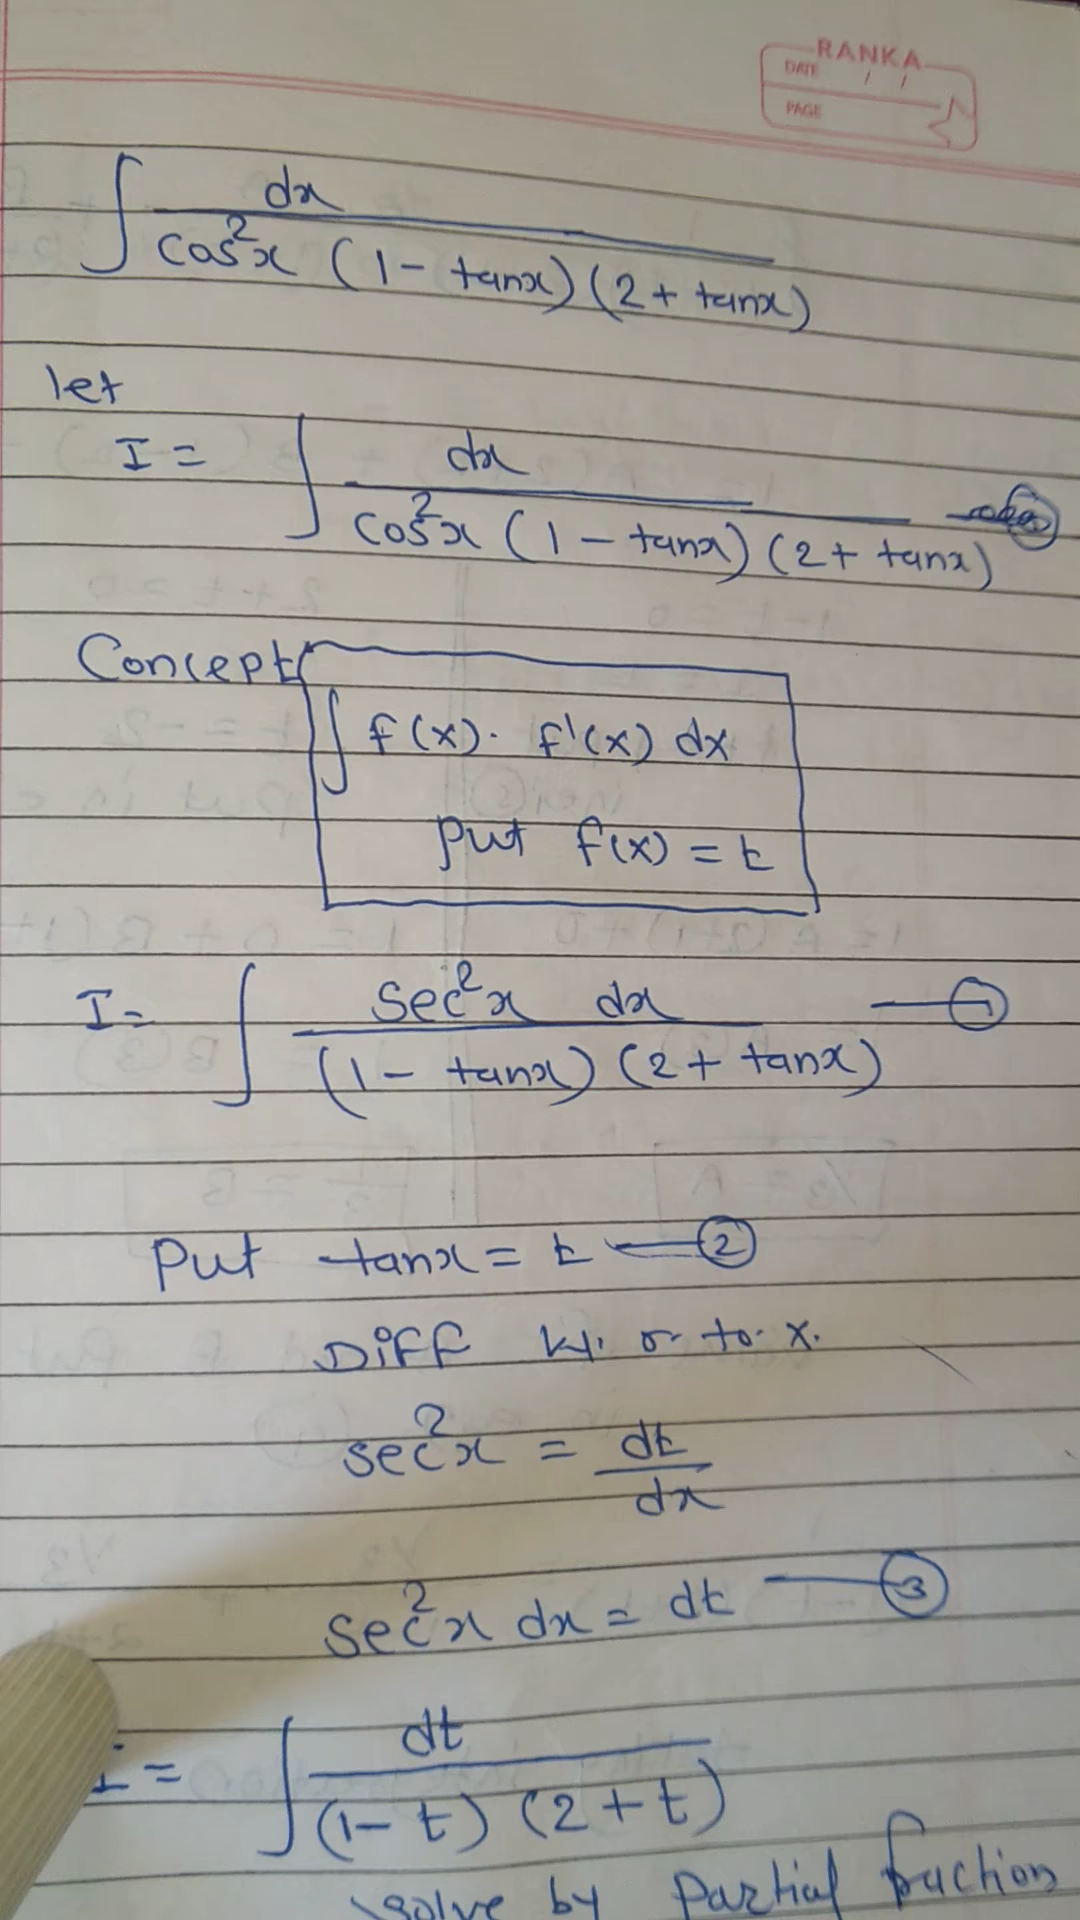 RANKA
DATE / /
PAGE
∫ dx / cos²x (1 - tanx) (2 + tanx)
let
I = ∫ dx / cos²x (1 - tanx) (2 + tanx)
Concept
∫ f(x). f'(x) dx
Put f(x) = t
I = ∫ sec²x dx / (1 - tanx) (2 + tanx) — 1
Put tanx = t — 2
Diff w. r. to. x.
sec²x = dt / dx
sec²x dx = dt — 3
I = ∫ dt / (1 - t) (2 + t)
solve by Partial fraction